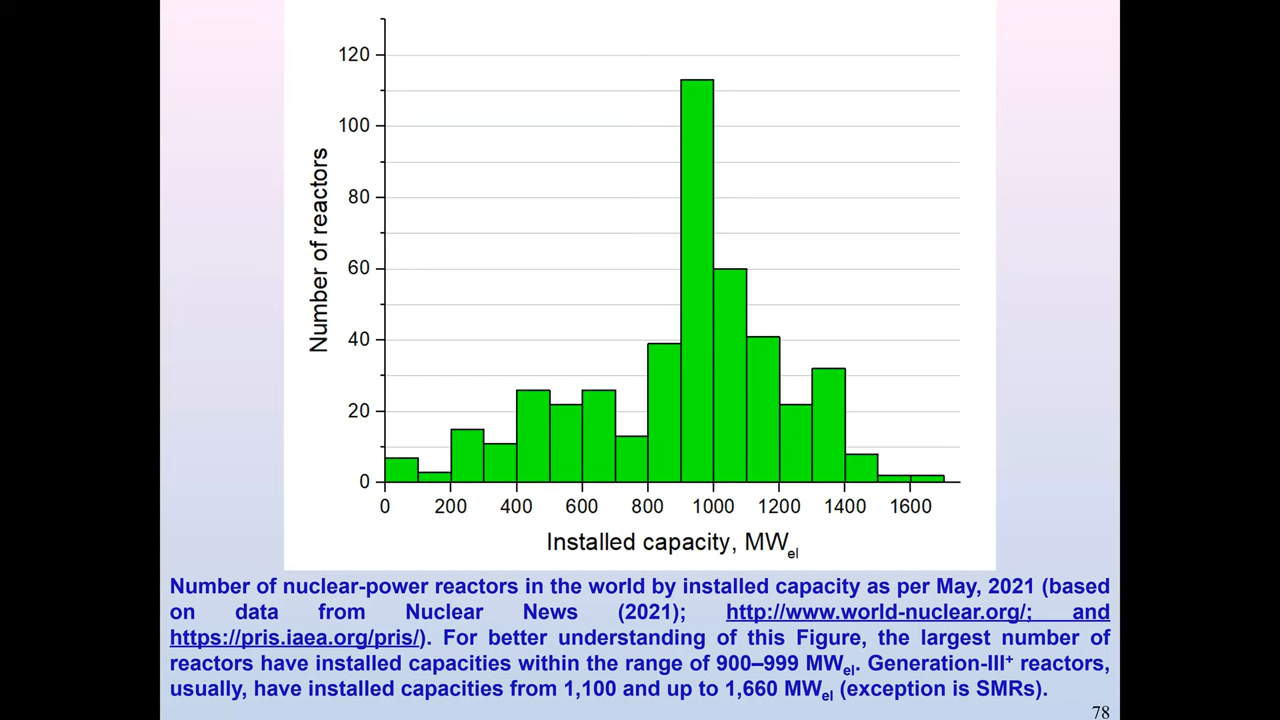 120
100
80
60
40
20
0
Number of reactors
0 200 400 600 800 1000 1200 1400 1600
Installed capacity, MWel
Number of nuclear-power reactors in the world by installed capacity as per May, 2021 (based
on data from Nuclear News (2021); http://www.world-nuclear.org/; and
https://pris.iaea.org/pris/). For better understanding of this Figure, the largest number of
reactors have installed capacities within the range of 900–999 MWel. Generation-III+ reactors,
usually, have installed capacities from 1,100 and up to 1,660 MWel (exception is SMRs).
78